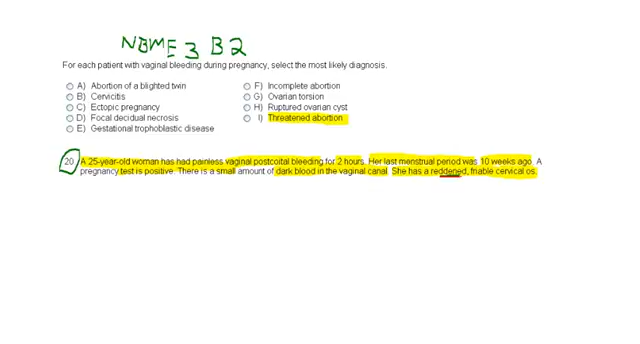 NBME 3 B2
For each patient with vaginal bleeding during pregnancy, select the most likely diagnosis.
A) Abortion of a blighted twin
B) Cervicitis
C) Ectopic pregnancy
D) Focal decidual necrosis
E) Gestational trophoblastic disease
F) Incomplete abortion
G) Ovarian torsion
H) Ruptured ovarian cyst
I) Threatened abortion
20. A 25-year-old woman has had painless vaginal postcoital bleeding for 2 hours. Her last menstrual period was 10 weeks ago. A
pregnancy test is positive. There is a small amount of dark blood in the vaginal canal. She has a reddened, friable cervical os.